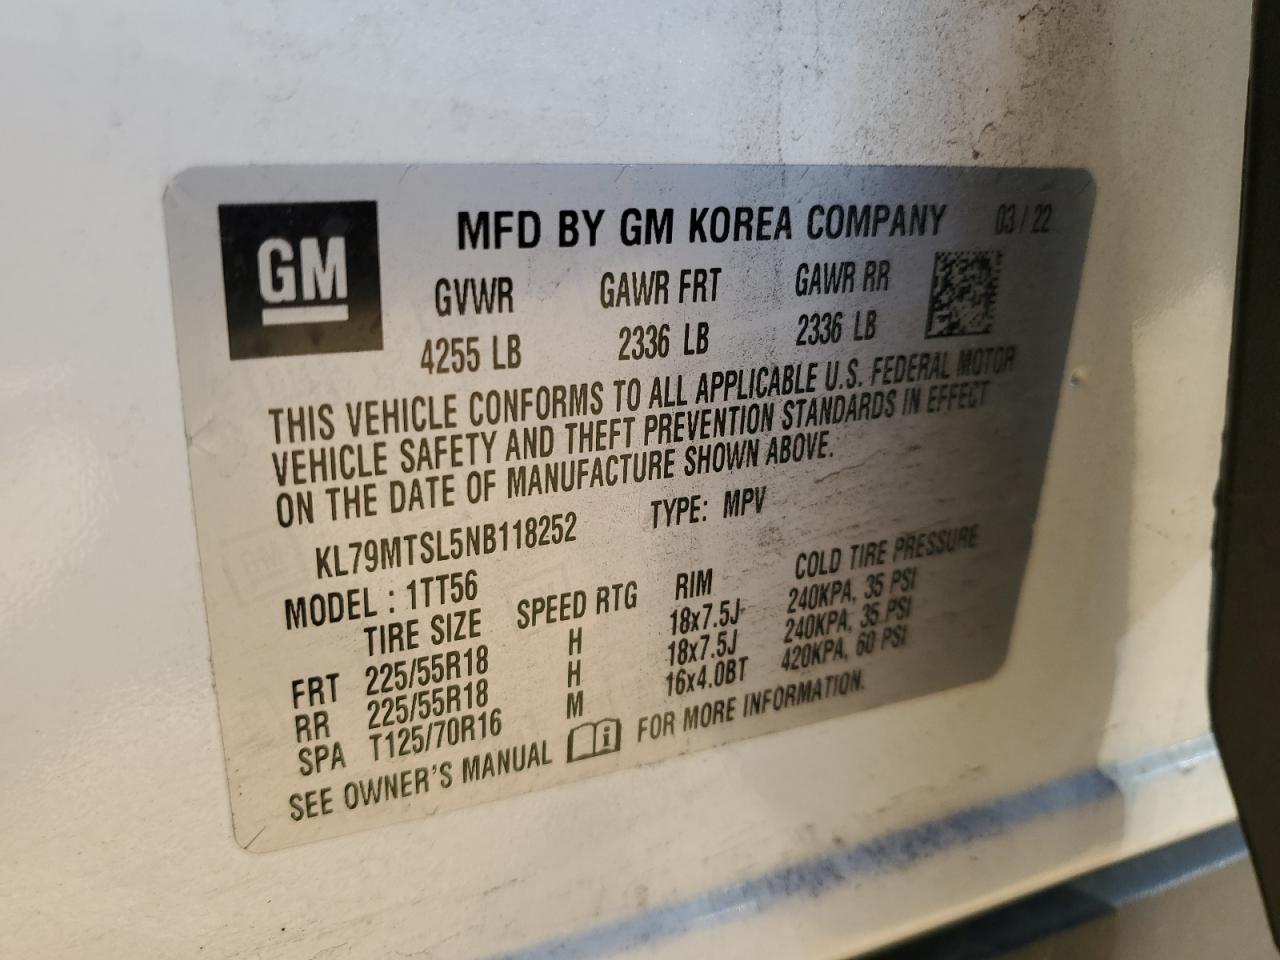 GM
MFD BY GM KOREA COMPANY 03/22
GVWR GAWR FRT GAWR RR
4255 LB 2336 LB 2336 LB
THIS VEHICLE CONFORMS TO ALL APPLICABLE U.S. FEDERAL MOTOR
VEHICLE SAFETY AND THEFT PREVENTION STANDARDS IN EFFECT
ON THE DATE OF MANUFACTURE SHOWN ABOVE.
KL79MTSL5NB118252 TYPE: MPV
MODEL : 1TT56
TIRE SIZE SPEED RTG RIM COLD TIRE PRESSURE
FRT 225/55R18 H 18x7.5J 240KPA, 35 PSI
RR 225/55R18 H 18x7.5J 240KPA, 35 PSI
SPA T125/70R16 M 16x4.0BT 420KPA, 60 PSI
SEE OWNER'S MANUAL i FOR MORE INFORMATION.